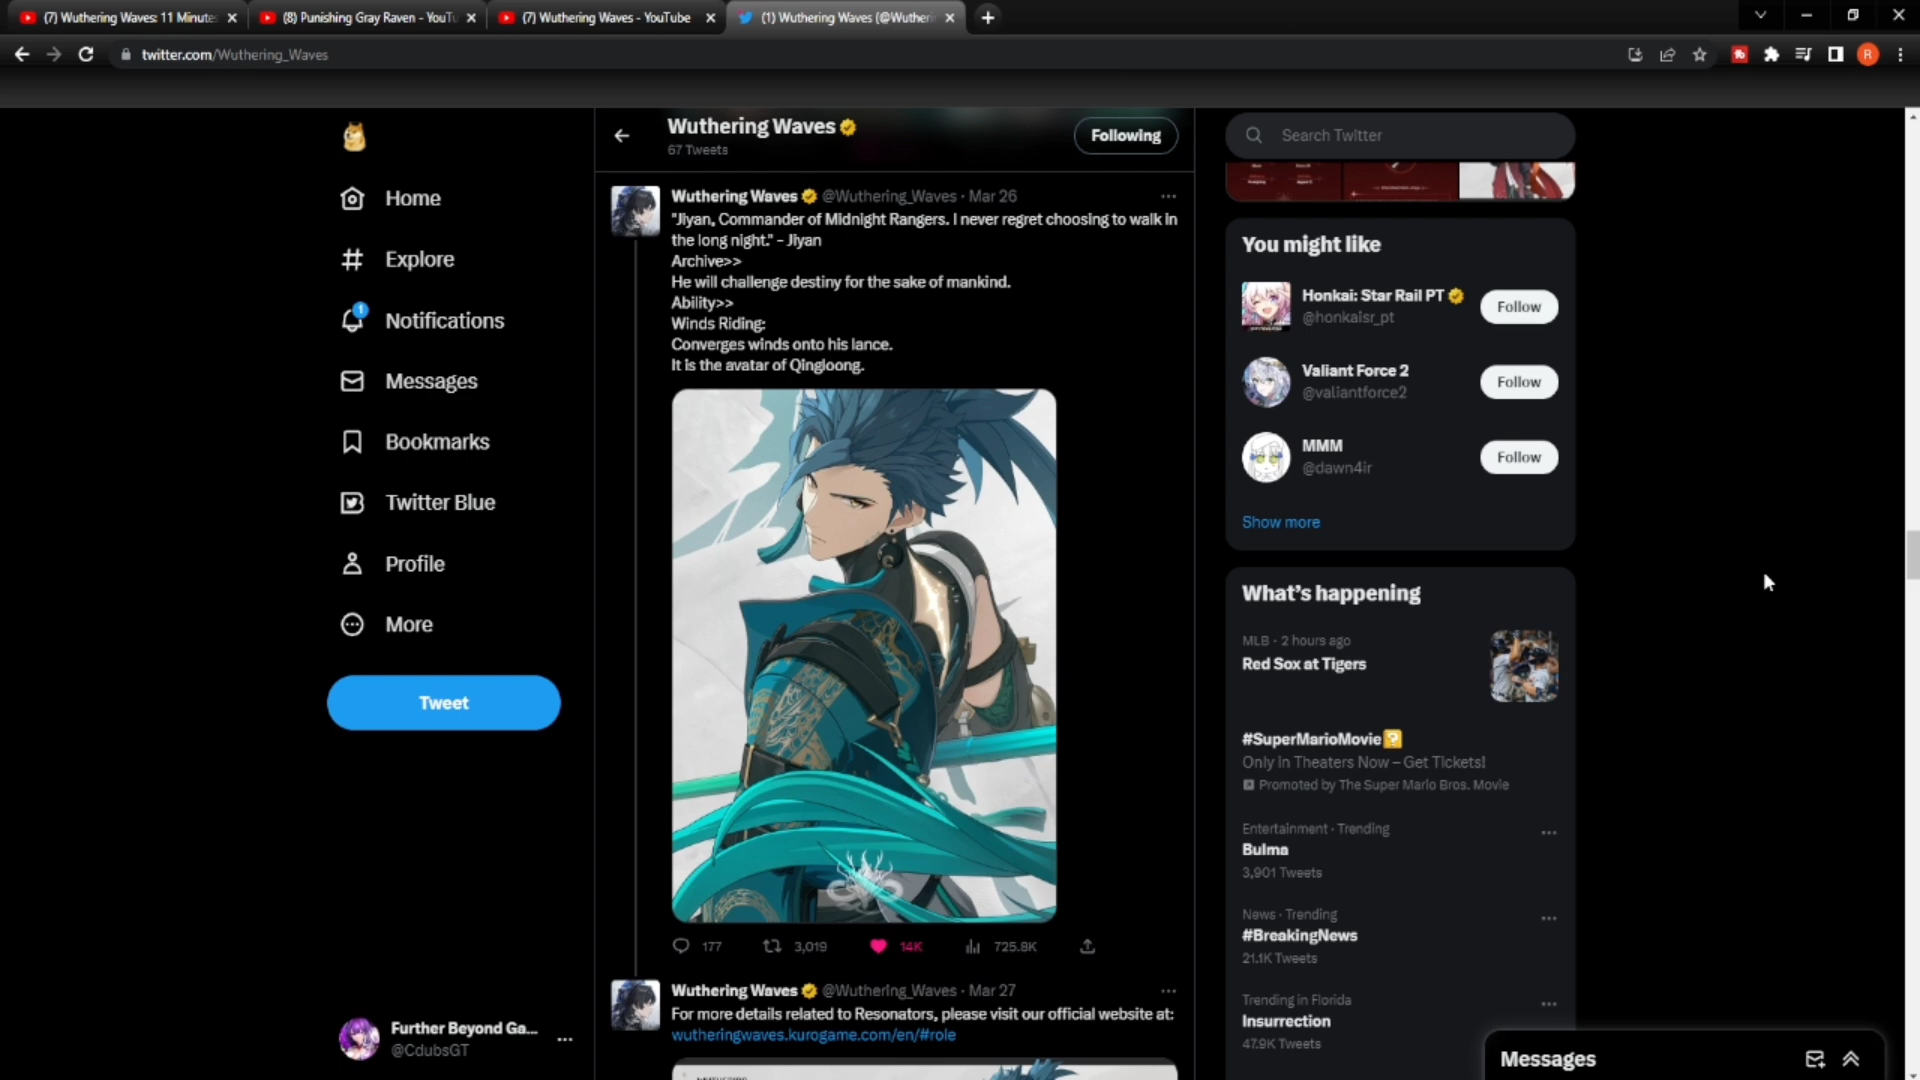 (7) Wuthering Waves: 11 Minute
(8) Punishing Gray Raven - YouTu
(7) Wuthering Waves - YouTube
(1) Wuthering Waves (@Wutheri
twitter.com/Wuthering_Waves
R
Wuthering Waves
67 Tweets
Following
Search Twitter
Home
Explore
1
Notifications
Messages
Bookmarks
Twitter Blue
Profile
More
Tweet
Further Beyond Ga...
@CdubsGT
Wuthering Waves @Wuthering_Waves · Mar 26
"Jiyan, Commander of Midnight Rangers. I never regret choosing to walk in
the long night." - Jiyan
Archive>>
He will challenge destiny for the sake of mankind.
Ability>>
Winds Riding:
Converges winds onto his lance.
It is the avatar of Qingloong.
177 3,019 14K 725.8K
Wuthering Waves @Wuthering_Waves · Mar 27
For more details related to Resonators, please visit our official website at:
wutheringwaves.kurogame.com/en/#role
You might like
Honkai: Star Rail PT
@honkaisr_pt
Follow
Valiant Force 2
@valiantforce2
Follow
MMM
@dawn4ir
Follow
Show more
What's happening
MLB · 2 hours ago
Red Sox at Tigers
#SuperMarioMovie
Only In Theaters Now – Get Tickets!
Promoted by The Super Mario Bros. Movie
Entertainment · Trending
Bulma
3,901 Tweets
News · Trending
#BreakingNews
21.1K Tweets
Trending in Florida
Insurrection
47.9K Tweets
Messages